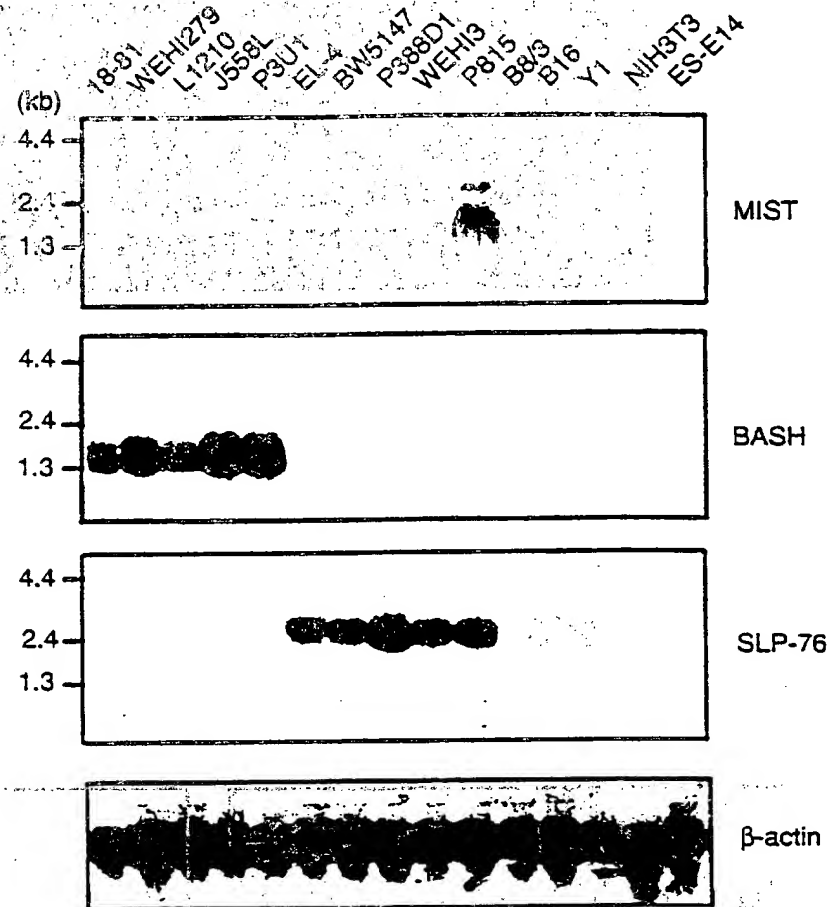 18-81 WEHI279 L1210 J558L P3U1 EL-4 BW5147 P388D1 WEHI3 P815 B8/3 B16 Y1 NIH3T3 ES-E14
(kb)
4.4
2.4
1.3
MIST
4.4
2.4
1.3
BASH
4.4
2.4
1.3
SLP-76
β-actin